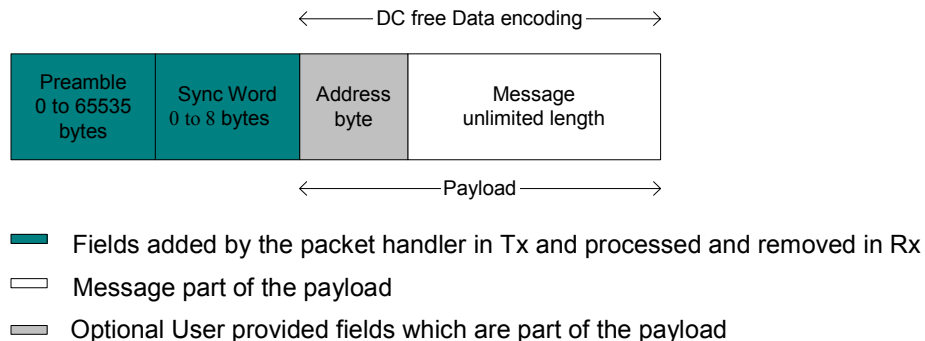 DC free Data encoding
Preamble
0 to 65535
bytes
Sync Word
0 to 8 bytes
Address
byte
Message
unlimited length
Payload
Fields added by the packet handler in Tx and processed and removed in Rx
Message part of the payload
Optional User provided fields which are part of the payload